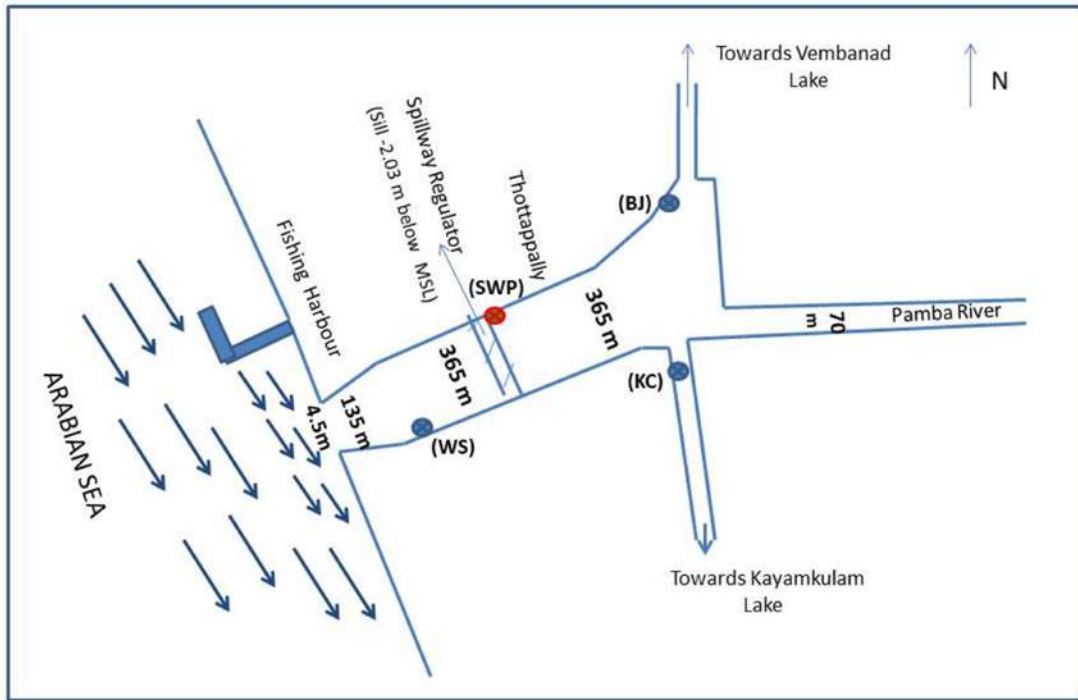 Towards Vembanad
Lake
N
Spillway Regulator
(Sill -2.03 m below MSL)
Thottappally
(BJ)
(SWP)
Fishing Harbour
365 m
70
m
Pamba River
365 m
(KC)
ARABIAN SEA
4.5m
135 m
(WS)
Towards Kayamkulam
Lake